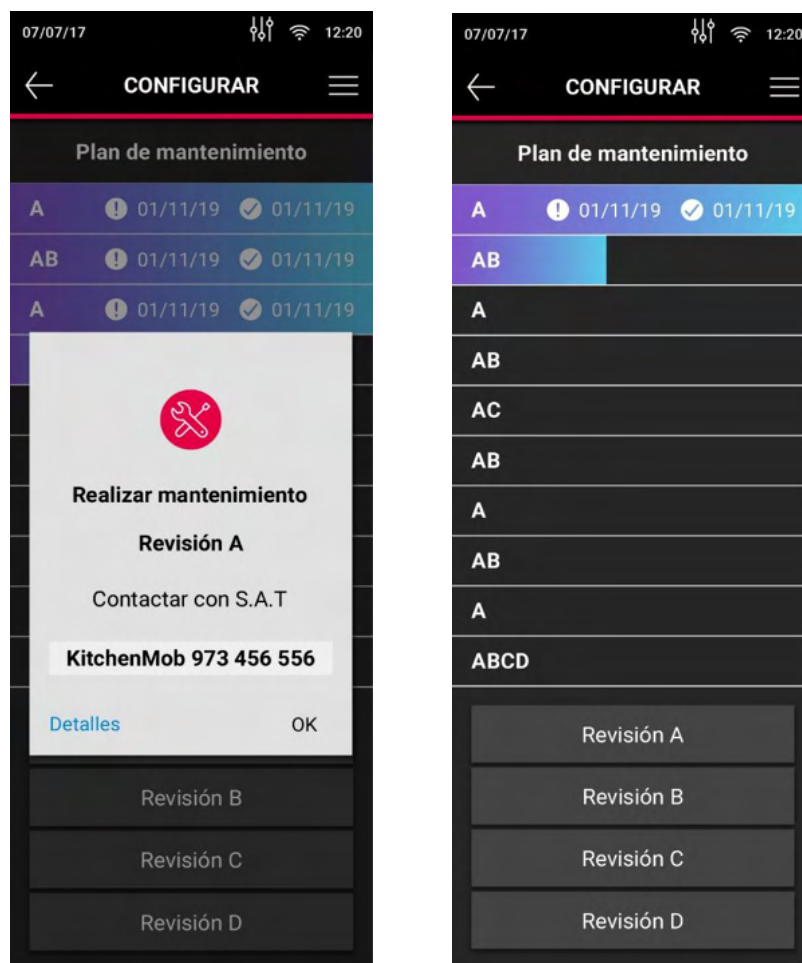 07/07/17 12:20
CONFIGURAR
Plan de mantenimiento
A 01/11/19 01/11/19
AB 01/11/19 01/11/19
A 01/11/19 01/11/19
Realizar mantenimiento
Revisión A
Contactar con S.A.T
KitchenMob 973 456 556
Detalles OK
Revisión B
Revisión C
Revisión D
07/07/17 12:20
CONFIGURAR
Plan de mantenimiento
A 01/11/19 01/11/19
AB
A
AB
AC
AB
A
AB
A
ABCD
Revisión A
Revisión B
Revisión C
Revisión D